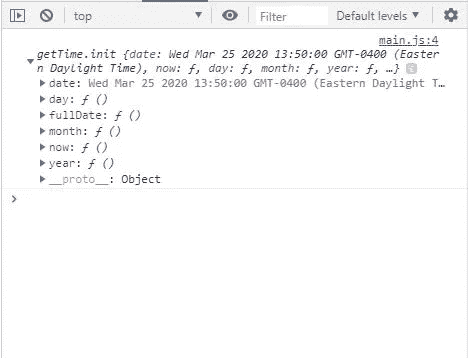 top Filter Default levels
main.js:4
getTime.init {date: Wed Mar 25 2020 13:50:00 GMT-0400 (Easter
n Daylight Time), now: ƒ, day: ƒ, month: ƒ, year: ƒ, …} i
date: Wed Mar 25 2020 13:50:00 GMT-0400 (Eastern Daylight T…
day: ƒ ()
fullDate: ƒ ()
month: ƒ ()
now: ƒ ()
year: ƒ ()
__proto__: Object